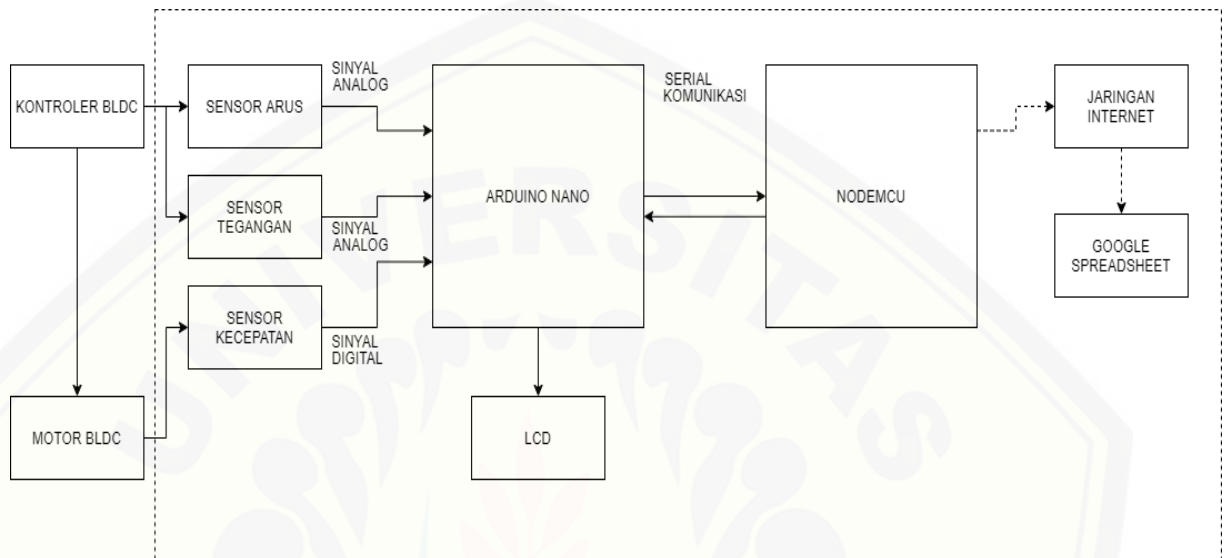 KONTROLER BLDC
SENSOR ARUS
SINYAL
ANALOG
SENSOR
TEGANGAN
SINYAL
ANALOG
SENSOR
KECEPATAN
SINYAL
DIGITAL
MOTOR BLDC
ARDUINO NANO
LCD
SERIAL
KOMUNIKASI
NODEMCU
JARINGAN
INTERNET
GOOGLE
SPREADSHEET
UNIVERSITAS